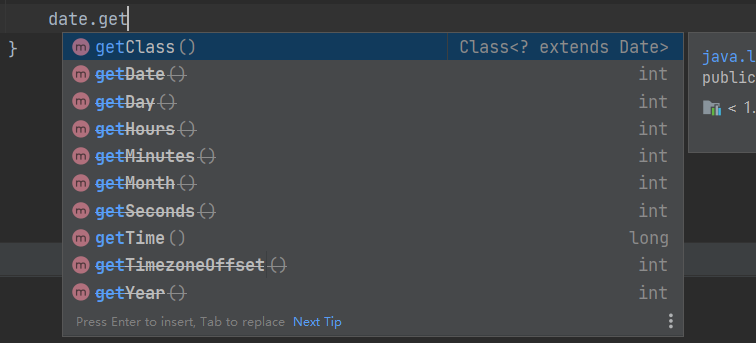 date.get
}
getClass() Class<? extends Date>
getDate() int
getDay() int
getHours() int
getMinutes() int
getMonth() int
getSeconds() int
getTime() long
getTimezoneOffset() int
getYear() int
Press Enter to insert, Tab to replace Next Tip
java.l
public
< 1.